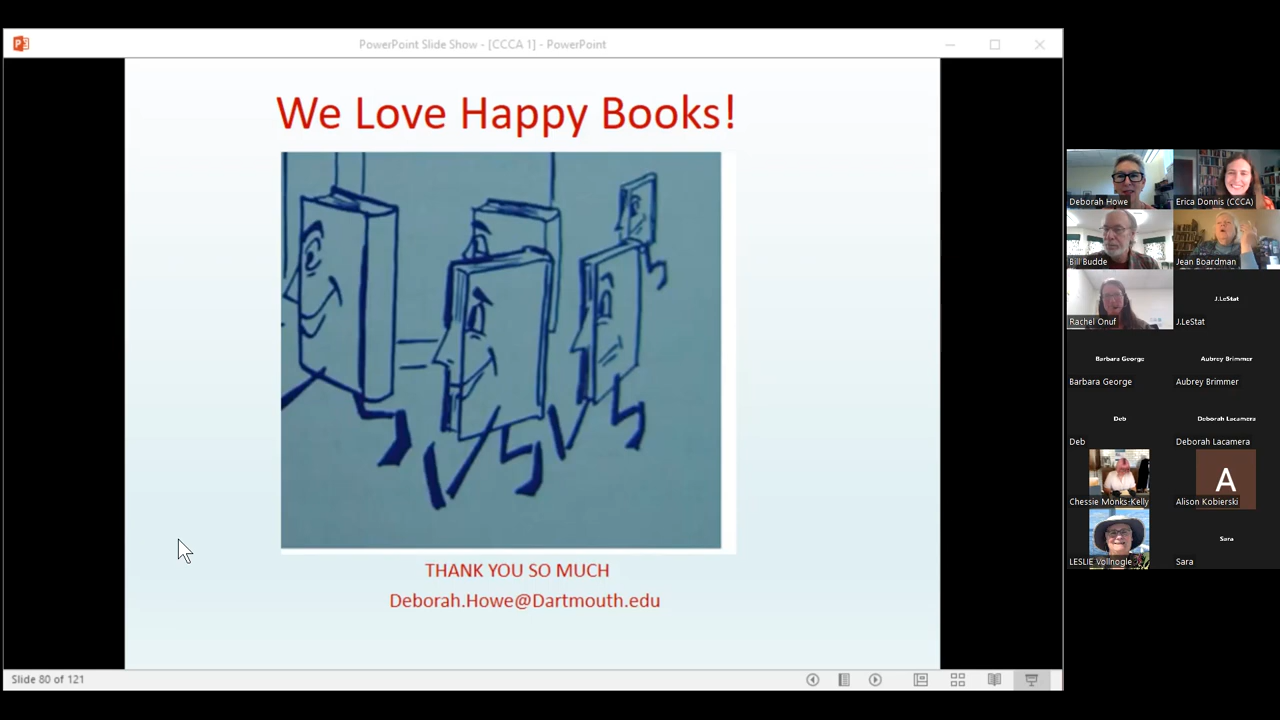 PowerPoint Slide Show - [CCCA 1] - PowerPoint
We Love Happy Books!
THANK YOU SO MUCH
Deborah.Howe@Dartmouth.edu
Slide 80 of 121
Deborah Howe
Erica Donnis (CCCA)
Bill Budde
Jean Boardman
Rachel Onuf
J.LeStat
J.LeStat
Barbara George
Aubrey Brimmer
Barbara George
Aubrey Brimmer
Deb
Deborah Lacamera
Deb
Deborah Lacamera
Chessie Monks-Kelly
A
Alison Kobierski
LESLIE Vollnogle
Sara
Sara